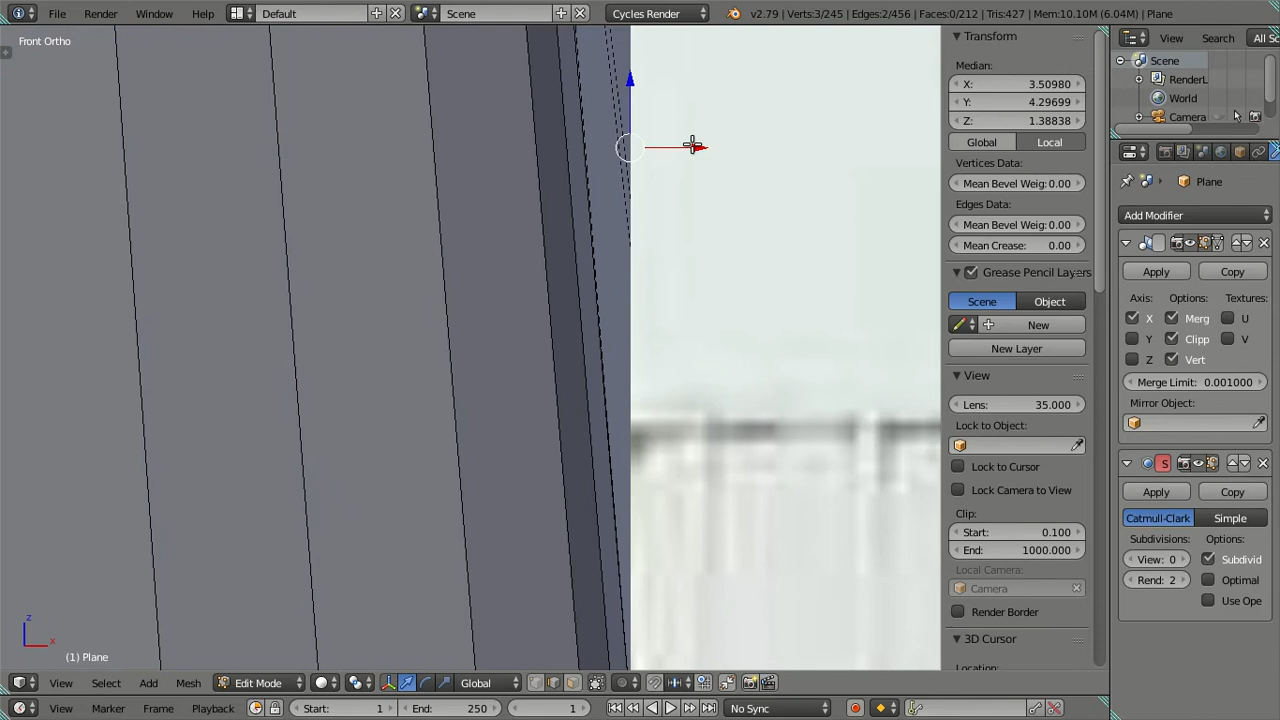 File Render Window Help Default Scene Cycles Render v2.79 | Verts:3/245 | Edges:2/456 | Faces:0/212 | Tris:427 | Mem:10.10M (6.04M) | Plane
Front Ortho
Transform
Median:
X: 3.50980
Y: 4.29699
Z: 1.38838
Global Local
Vertices Data:
Mean Bevel Weig: 0.00
Edges Data:
Mean Bevel Weig: 0.00
Mean Crease: 0.00
Grease Pencil Layers
Scene Object
New
New Layer
View
Lens: 35.000
Lock to Object:
Lock to Cursor
Lock Camera to View
Clip:
Start: 0.100
End: 1000.000
Local Camera:
Camera
Render Border
3D Cursor
Location:
View Search All Sc
Scene
RenderL
World
Camera
Plane
Add Modifier
Apply Copy
Axis: Options: Textures:
X Merg U
Y Clipp V
Z Vert
Merge Limit: 0.001000
Mirror Object:
S
Apply Copy
Catmull-Clark Simple
Subdivisions: Options:
View: 0 Subdivid
Rend: 2 Optimal
Use Ope
z
x
(1) Plane
View Select Add Mesh Edit Mode Global
View Marker Frame Playback Start: 1 End: 250 1 No Sync